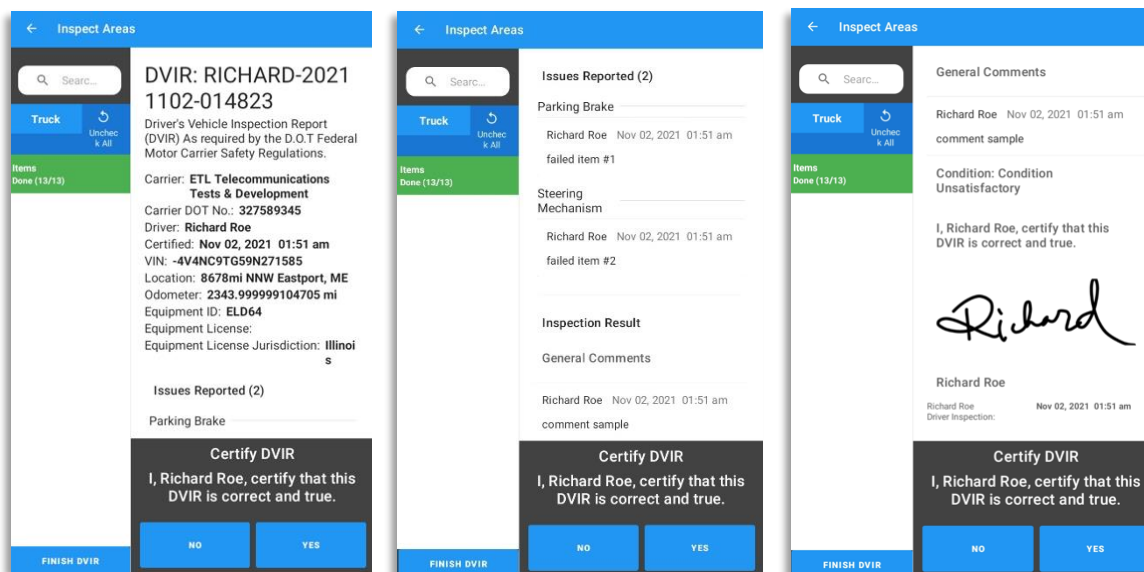 ← Inspect Areas
Searc...
Truck
Unchec
k All
Items
Done (13/13)
DVIR: RICHARD-2021
1102-014823
Driver's Vehicle Inspection Report
(DVIR) As required by the D.O.T Federal
Motor Carrier Safety Regulations.
Carrier: ETL Telecommunications
Tests & Development
Carrier DOT No.: 327589345
Driver: Richard Roe
Certified: Nov 02, 2021 01:51 am
VIN: -4V4NC9TG59N271585
Location: 8678mi NNW Eastport, ME
Odometer: 2343.999999104705 mi
Equipment ID: ELD64
Equipment License:
Equipment License Jurisdiction: Illinoi
s
Issues Reported (2)
Parking Brake
Certify DVIR
I, Richard Roe, certify that this
DVIR is correct and true.
NO YES
FINISH DVIR
← Inspect Areas
Searc...
Truck
Unchec
k All
Items
Done (13/13)
Issues Reported (2)
Parking Brake
Richard Roe Nov 02, 2021 01:51 am
failed item #1
Steering
Mechanism
Richard Roe Nov 02, 2021 01:51 am
failed item #2
Inspection Result
General Comments
Richard Roe Nov 02, 2021 01:51 am
comment sample
Certify DVIR
I, Richard Roe, certify that this
DVIR is correct and true.
NO YES
FINISH DVIR
← Inspect Areas
Searc...
Truck
Unchec
k All
Items
Done (13/13)
General Comments
Richard Roe Nov 02, 2021 01:51 am
comment sample
Condition: Condition
Unsatisfactory
I, Richard Roe, certify that this
DVIR is correct and true.
Richard
Richard Roe
Richard Roe Nov 02, 2021 01:51 am
Driver Inspection:
Certify DVIR
I, Richard Roe, certify that this
DVIR is correct and true.
NO YES
FINISH DVIR